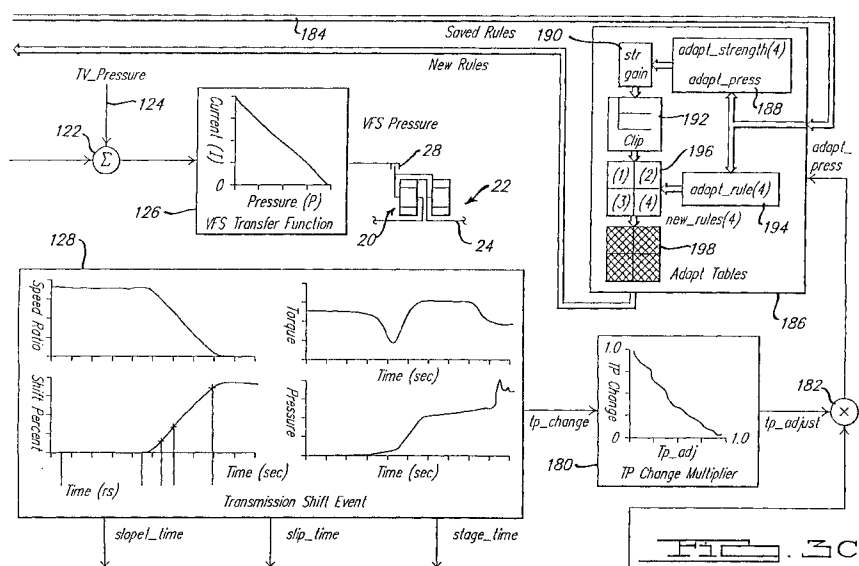 184
Saved Rules
New Rules
190
str
gain
adapt_strength(4)
adapt_press
188
TV_Pressure
124
122
Σ
Current (I)
0
Pressure (P)
VFS Transfer Function
126
VFS Pressure
28
22
20
24
192
Clip
(1) (2)
(3) (4)
196
adapt_rule(4)
194
new_rules(4)
198
Adapt Tables
186
adapt_
press
128
Speed Ratio
Torque
Time (sec)
Shift Percent
Pressure
Time (rs)
Time (sec)
Time (sec)
Transmission Shift Event
tp_change
1.0
TP Change
0
Tp_adj
1.0
TP Change Multiplier
180
tp_adjust
182
×
slope1_time
slip_time
stage_time
FIG. 3C